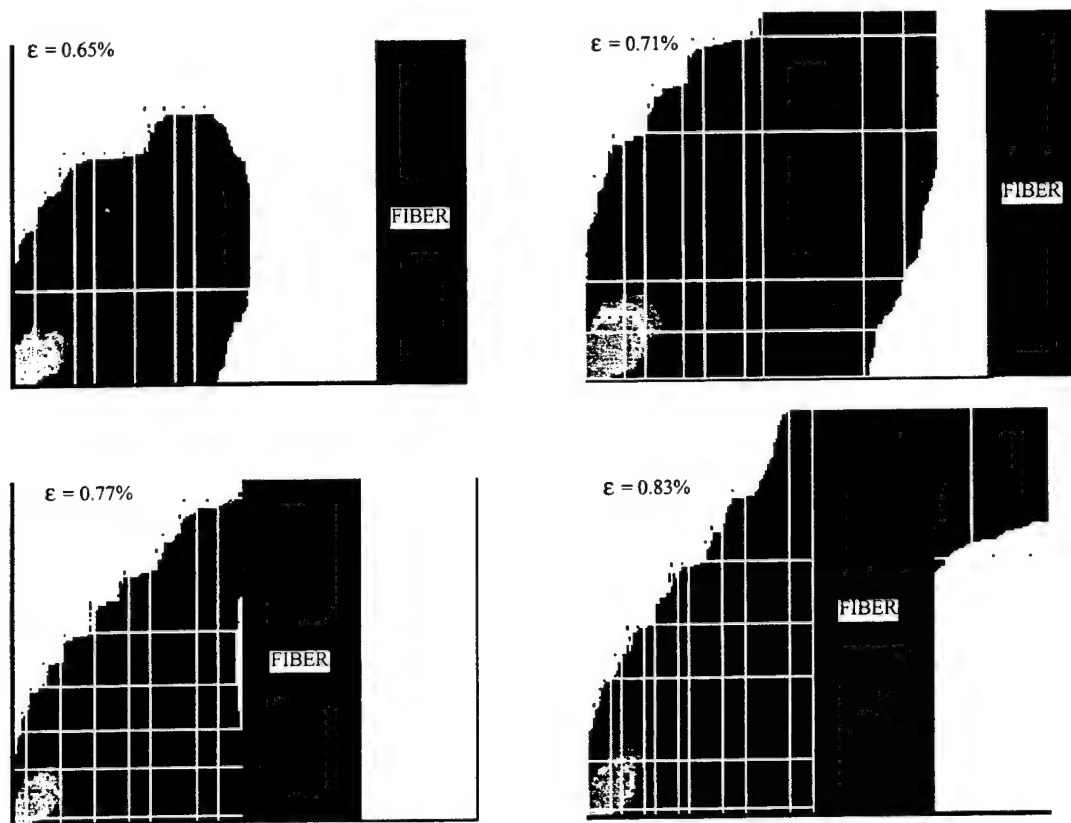 ε = 0.65%
FIBER
ε = 0.71%
FIBER
ε = 0.77%
FIBER
ε = 0.83%
FIBER